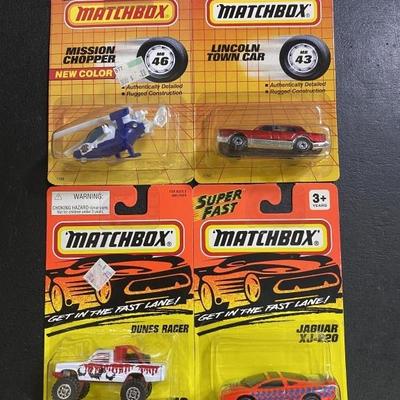 MATCHBOX®
MISSION
CHOPPER
NEW COLOR
MB
46
• Authentically Detailed
• Rugged Construction
MATCHBOX®
LINCOLN
TOWN CAR
MB
43
• Authentically Detailed
• Rugged Construction
WARNING:
MATCHBOX®
GET IN THE FAST LANE!
DUNES RACER
SUPER
FAST
3+
YEARS
MATCHBOX®
GET IN THE FAST LANE!
JAGUAR
XJ-220